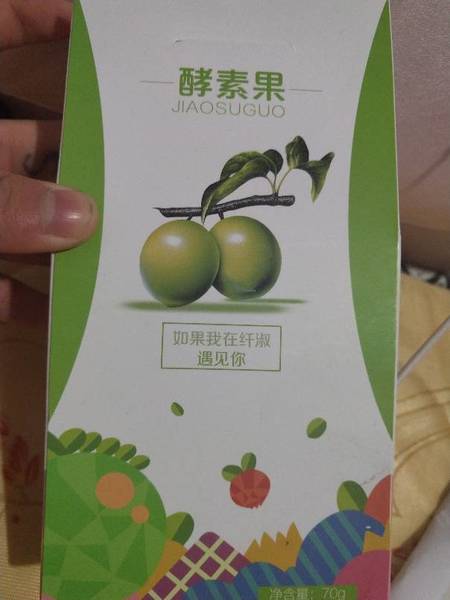 酵素果
JIAOSUGUO
如果我在纤淑
遇见你
净含量：70g